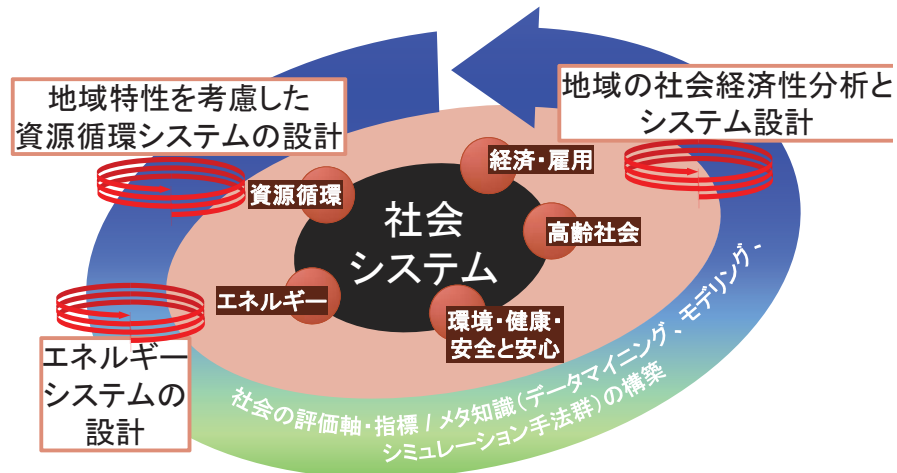 地域特性を考慮した
資源循環システムの設計
地域の社会経済性分析と
システム設計
経済・雇用
資源循環
社会
システム
高齢社会
エネルギー
環境・健康・
安全と安心
エネルギー
システムの
設計
社会の評価軸・指標 / メタ知識(データマイニング、モデリング、
シミュレーション手法群)の構築